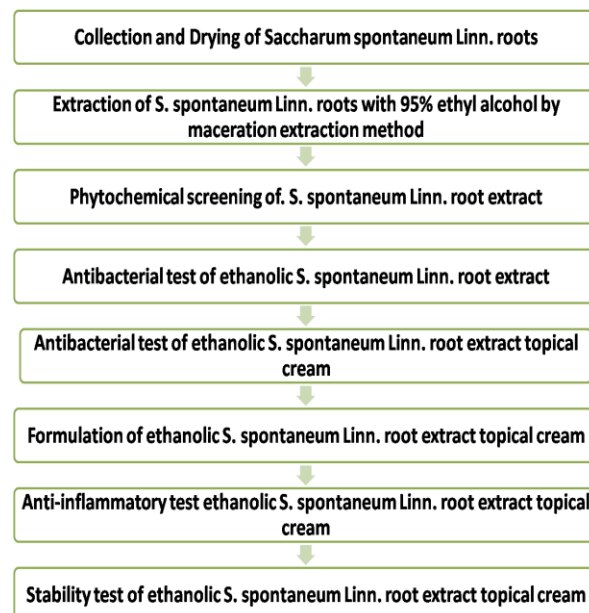 Collection and Drying of Saccharum spontaneum Linn. roots
Extraction of S. spontaneum Linn. roots with 95% ethyl alcohol by
maceration extraction method
Phytochemical screening of. S. spontaneum Linn. root extract
Antibacterial test of ethanolic S. spontaneum Linn. root extract
Antibacterial test of ethanolic S. spontaneum Linn. root extract topical
cream
Formulation of ethanolic S. spontaneum Linn. root extract topical cream
Anti-inflammatory test ethanolic S. spontaneum Linn. root extract topical
cream
Stability test of ethanolic S. spontaneum Linn. root extract topical cream